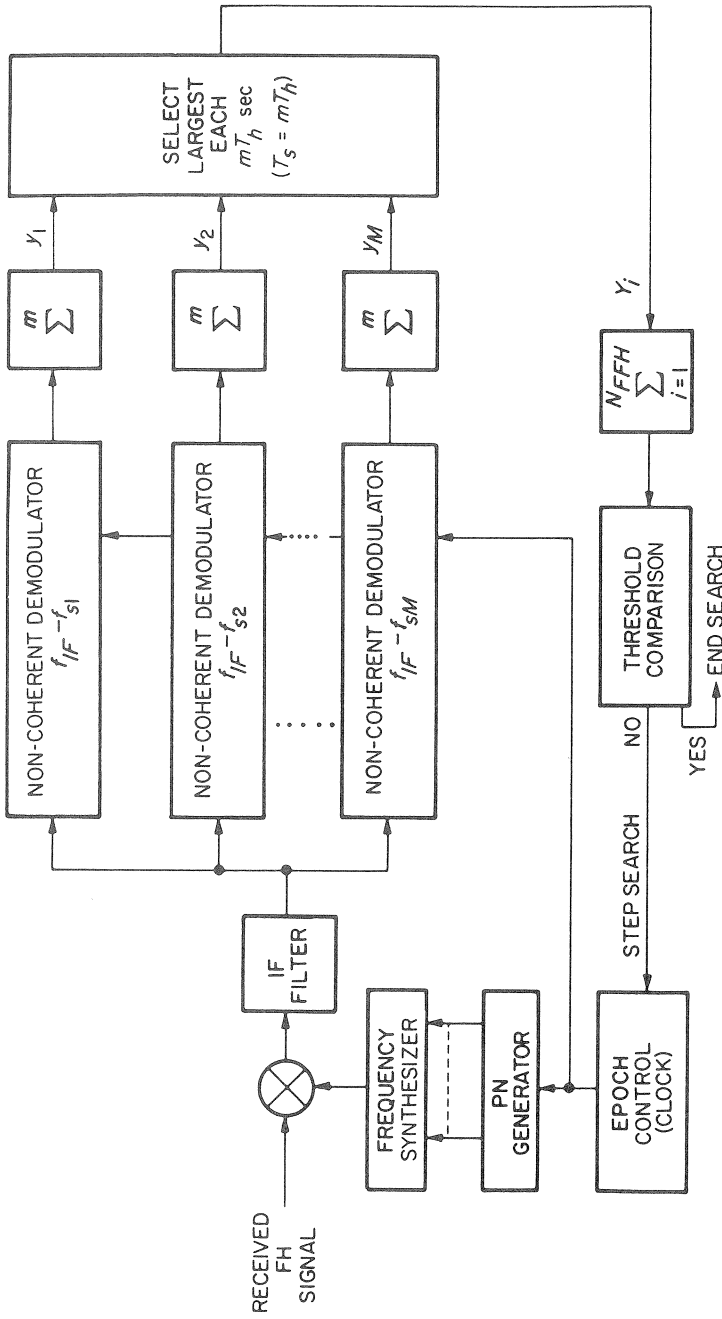 RECEIVED
FH
SIGNAL
IF
FILTER
FREQUENCY
SYNTHESIZER
PN
GENERATOR
EPOCH
CONTROL
(CLOCK)
NON-COHERENT DEMODULATOR
f_IF - f_s1
NON-COHERENT DEMODULATOR
f_IF - f_s2
NON-COHERENT DEMODULATOR
f_IF - f_sM
m
Σ
m
Σ
m
Σ
y_1
y_2
y_M
SELECT
LARGEST
EACH
mT_h sec
(T_s = mT_h)
Y_i
N_FFH
Σ
i = 1
THRESHOLD
COMPARISON
NO
STEP SEARCH
YES
END SEARCH